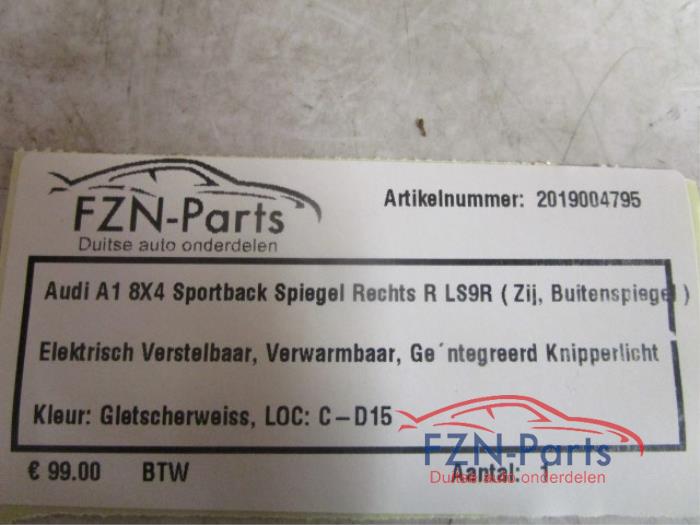 FZN-Parts
Duitse auto onderdelen
Artikelnummer: 2019004795
Audi A1 8X4 Sportback Spiegel Rechts R LS9R ( Zij, Buitenspiegel )
Elektrisch Verstelbaar, Verwarmbaar, Ge´ntegreerd Knipperlicht
Kleur: Gletscherweiss, LOC: C-D15
€ 99.00 BTW Aantal: 1
FZN-Parts
Duitse auto onderdelen